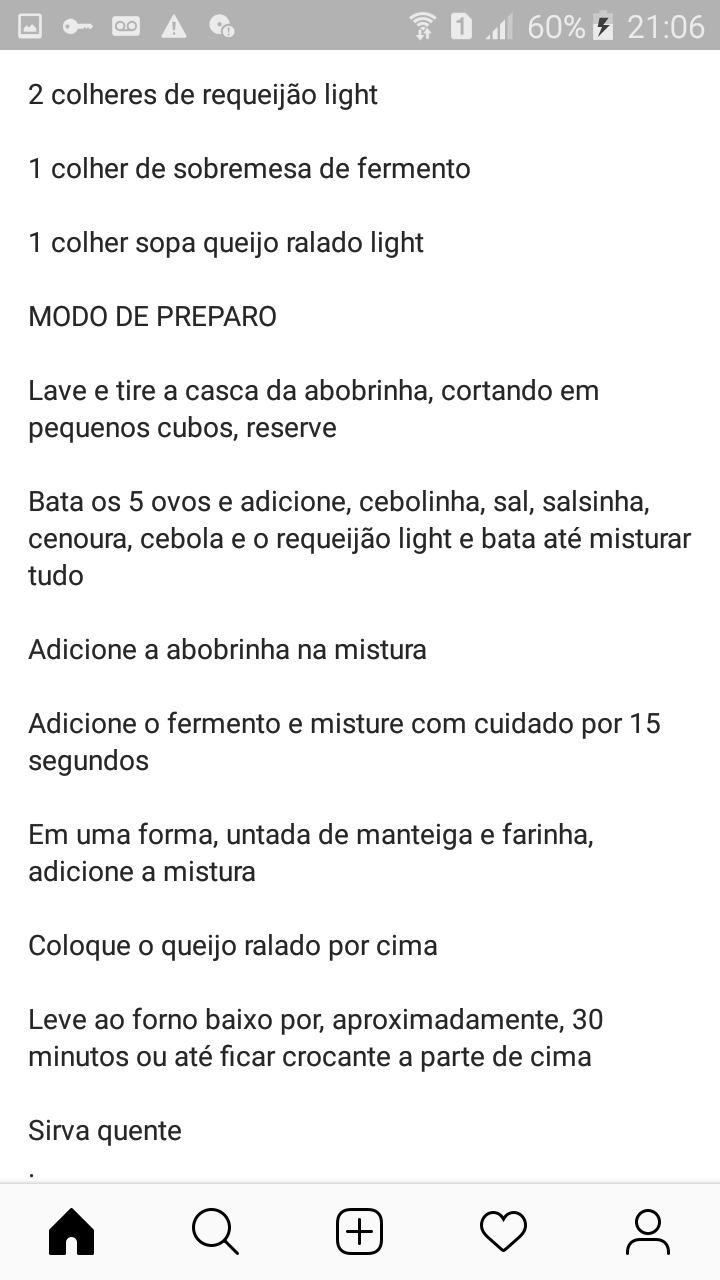 1 60% 21:06
2 colheres de requeijão light
1 colher de sobremesa de fermento
1 colher sopa queijo ralado light
MODO DE PREPARO
Lave e tire a casca da abobrinha, cortando em
pequenos cubos, reserve
Bata os 5 ovos e adicione, cebolinha, sal, salsinha,
cenoura, cebola e o requeijão light e bata até misturar
tudo
Adicione a abobrinha na mistura
Adicione o fermento e misture com cuidado por 15
segundos
Em uma forma, untada de manteiga e farinha,
adicione a mistura
Coloque o queijo ralado por cima
Leve ao forno baixo por, aproximadamente, 30
minutos ou até ficar crocante a parte de cima
Sirva quente
.